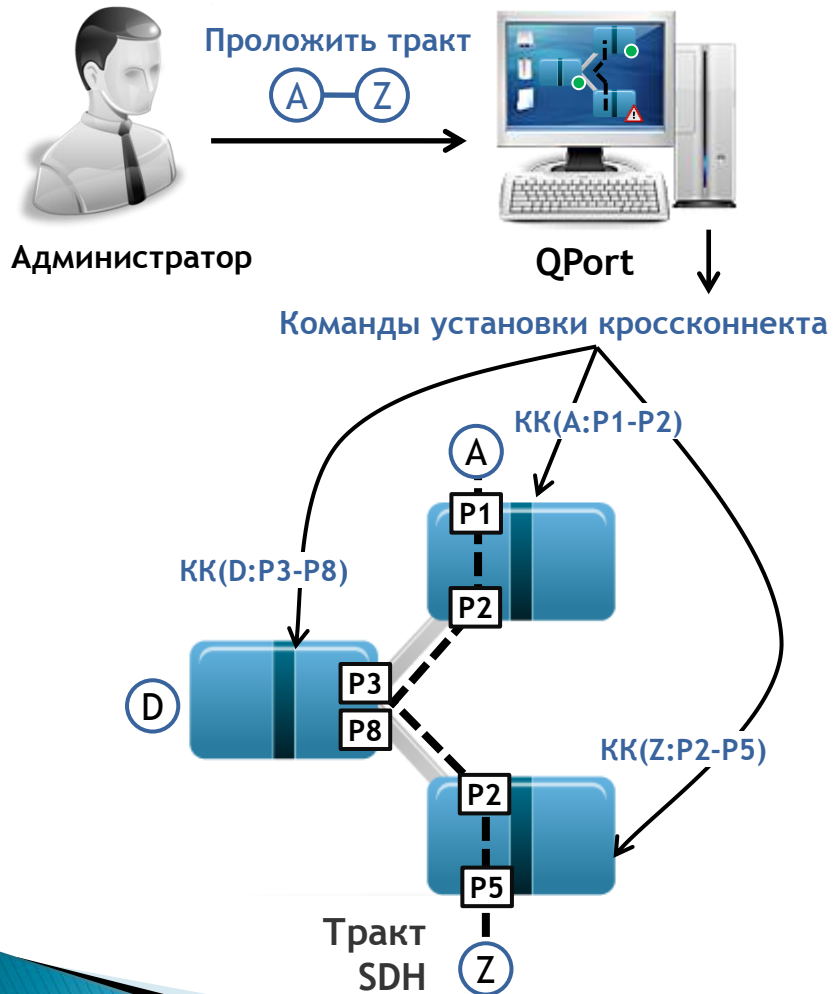 Проложить тракт
A
Z
Администратор
QPort
Команды установки кроссконнекта
КК(A:P1-P2)
A
P1
КК(D:P3-P8)
P2
P3
D
P8
КК(Z:P2-P5)
P2
P5
Тракт
SDH
Z